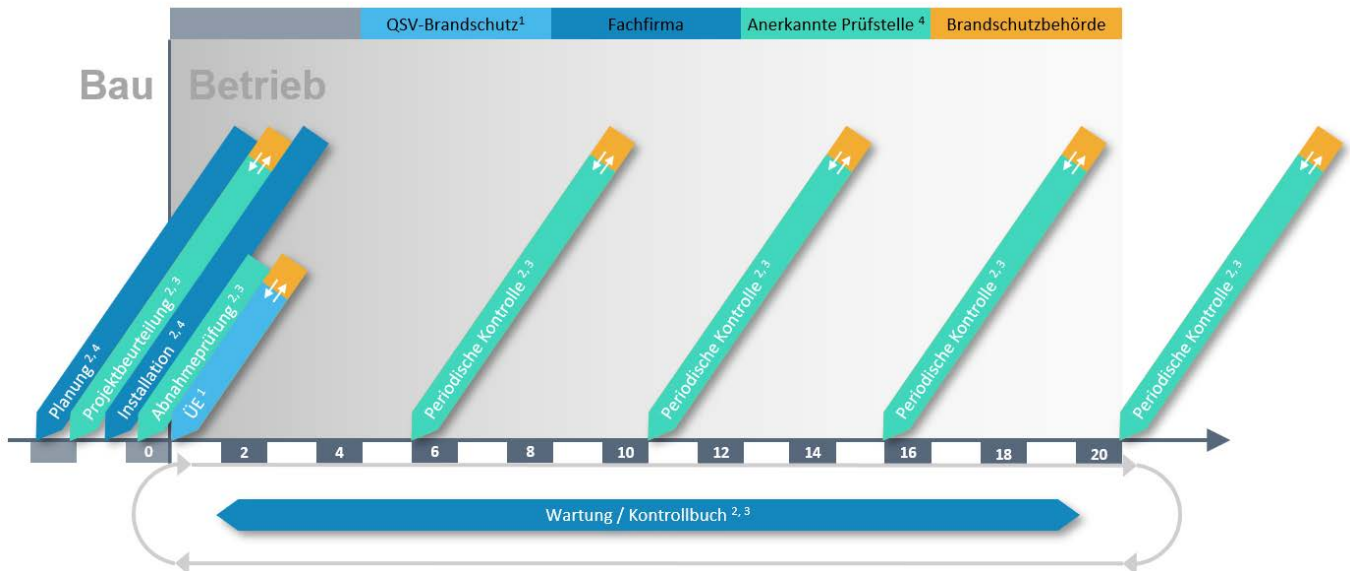 QSV-Brandschutz¹
Fachfirma
Anerkannte Prüfstelle ⁴
Brandschutzbehörde
Bau
Betrieb
Planung ²,⁴
Projektbeurteilung ²,³
Installation ²,⁴
Abnahmeprüfung ²,³
ÜE ¹
Periodische Kontrolle ²,³
Periodische Kontrolle ²,³
Periodische Kontrolle ²,³
Periodische Kontrolle ²,³
0 2 4 6 8 10 12 14 16 18 20
Wartung / Kontrollbuch ²,³